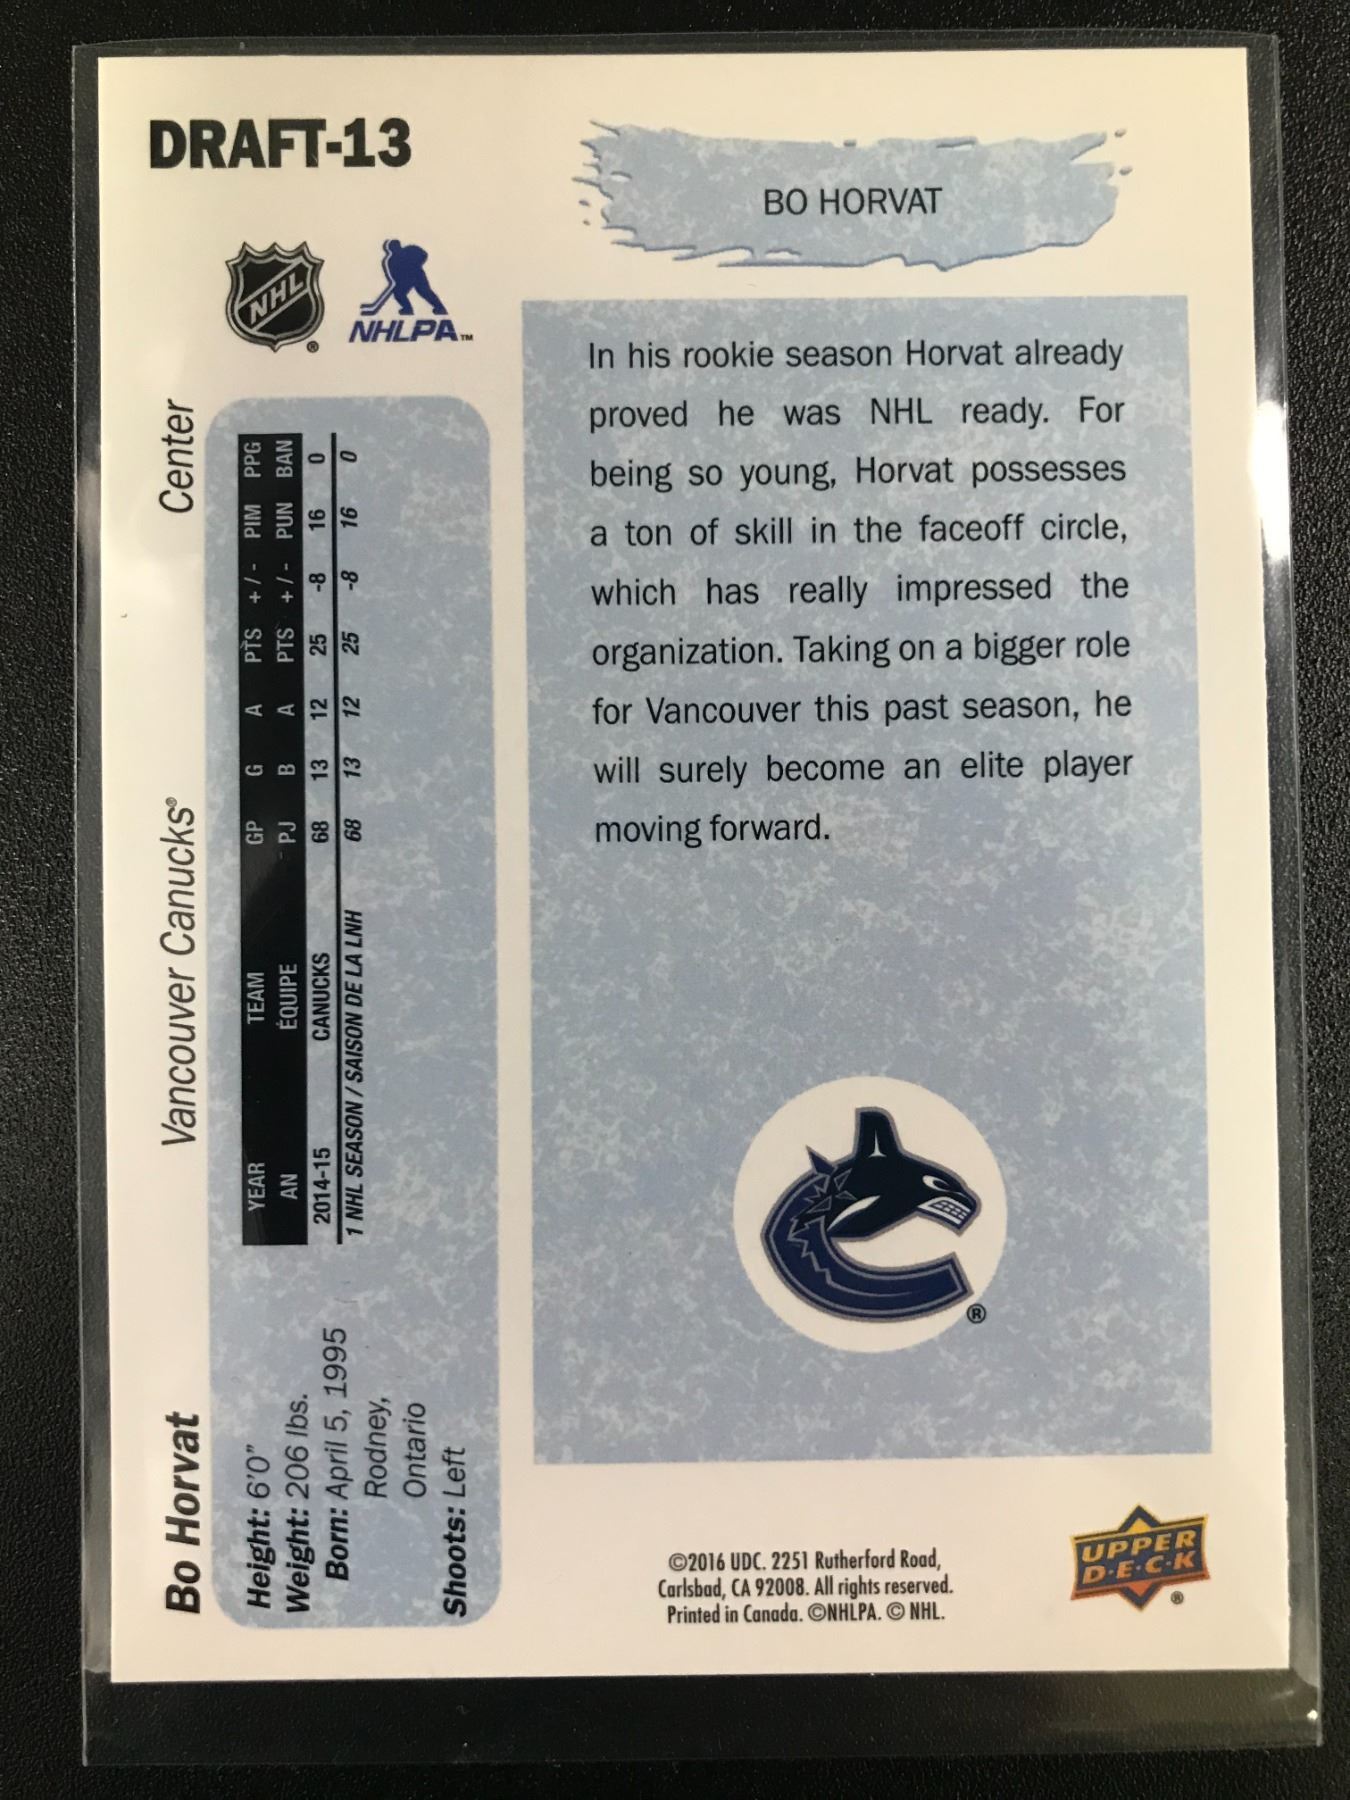 DRAFT-13
NHL
®
NHLPA™
BO HORVAT
In his rookie season Horvat already
proved he was NHL ready. For
being so young, Horvat possesses
a ton of skill in the faceoff circle,
which has really impressed the
organization. Taking on a bigger role
for Vancouver this past season, he
will surely become an elite player
moving forward.
®
Bo Horvat Vancouver Canucks® Center
YEAR TEAM GP G A PTS +/- PIM PPG
AN ÉQUIPE PJ B A PTS +/- PUN BAN
2014-15 CANUCKS 68 13 12 25 -8 16 0
1 NHL SEASON / SAISON DE LA LNH 68 13 12 25 -8 16 0
Height: 6'0"
Weight: 206 lbs.
Born: April 5, 1995
Rodney,
Ontario
Shoots: Left
©2016 UDC. 2251 Rutherford Road,
Carlsbad, CA 92008. All rights reserved.
Printed in Canada. ©NHLPA. © NHL.
UPPER
D·E·C·K
®